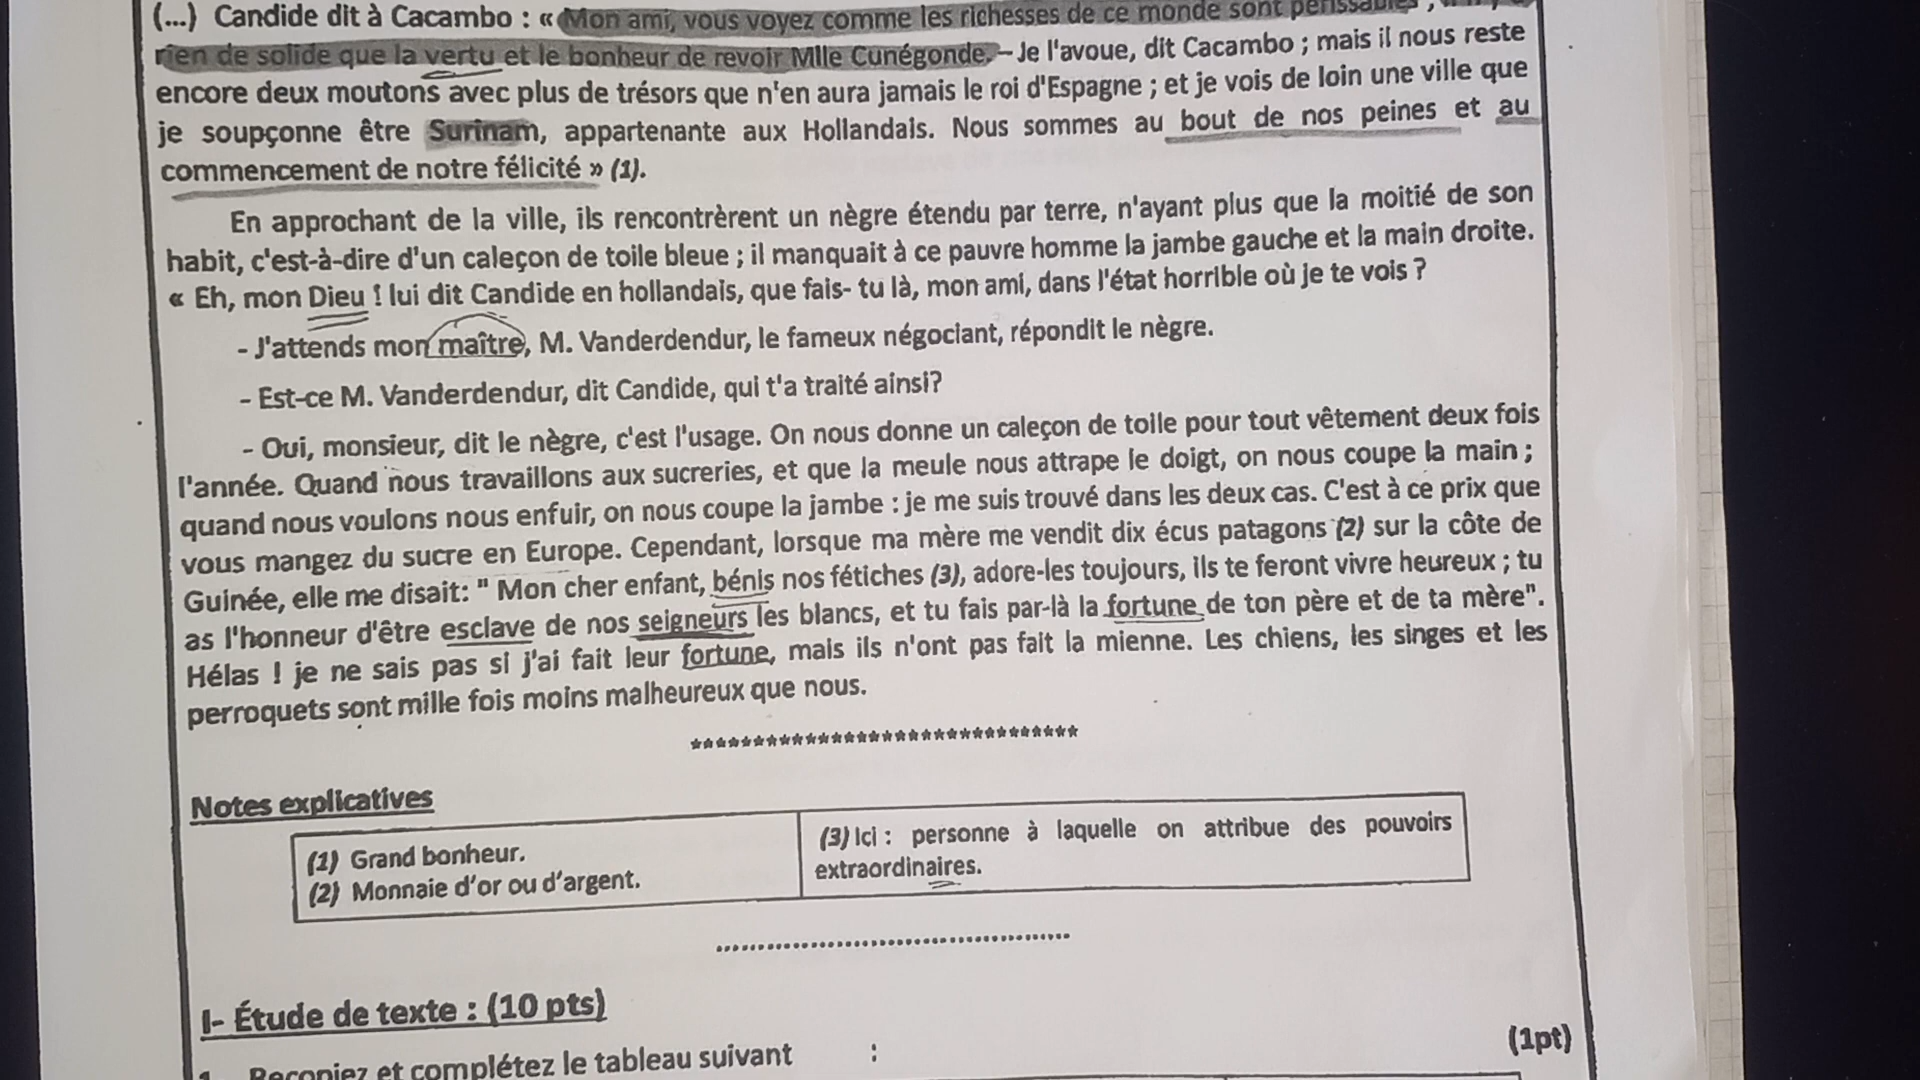 (...) Candide dit à Cacambo : « Mon ami, vous voyez comme les richesses de ce monde sont périssables ;
rien de solide que la vertu et le bonheur de revoir Mlle Cunégonde. – Je l'avoue, dit Cacambo ; mais il nous reste
encore deux moutons avec plus de trésors que n'en aura jamais le roi d'Espagne ; et je vois de loin une ville que
je soupçonne être Surinam, appartenante aux Hollandais. Nous sommes au bout de nos peines et au
commencement de notre félicité » (1).
En approchant de la ville, ils rencontrèrent un nègre étendu par terre, n'ayant plus que la moitié de son
habit, c'est-à-dire d'un caleçon de toile bleue ; il manquait à ce pauvre homme la jambe gauche et la main droite.
« Eh, mon Dieu ! lui dit Candide en hollandais, que fais- tu là, mon ami, dans l'état horrible où je te vois ?
- J'attends mon maître, M. Vanderdendur, le fameux négociant, répondit le nègre.
- Est-ce M. Vanderdendur, dit Candide, qui t'a traité ainsi?
- Oui, monsieur, dit le nègre, c'est l'usage. On nous donne un caleçon de toile pour tout vêtement deux fois
l'année. Quand nous travaillons aux sucreries, et que la meule nous attrape le doigt, on nous coupe la main ;
quand nous voulons nous enfuir, on nous coupe la jambe : je me suis trouvé dans les deux cas. C'est à ce prix que
vous mangez du sucre en Europe. Cependant, lorsque ma mère me vendit dix écus patagons (2) sur la côte de
Guinée, elle me disait: " Mon cher enfant, bénis nos fétiches (3), adore-les toujours, ils te feront vivre heureux ; tu
as l'honneur d'être esclave de nos seigneurs les blancs, et tu fais par-là la fortune de ton père et de ta mère".
Hélas ! je ne sais pas si j'ai fait leur fortune, mais ils n'ont pas fait la mienne. Les chiens, les singes et les
perroquets sont mille fois moins malheureux que nous.
*******************************
Notes explicatives
(1) Grand bonheur.
(2) Monnaie d'or ou d'argent.
(3) Ici : personne à laquelle on attribue des pouvoirs
extraordinaires.
I- Étude de texte : (10 pts)
Recopiez et complétez le tableau suivant : (1pt)